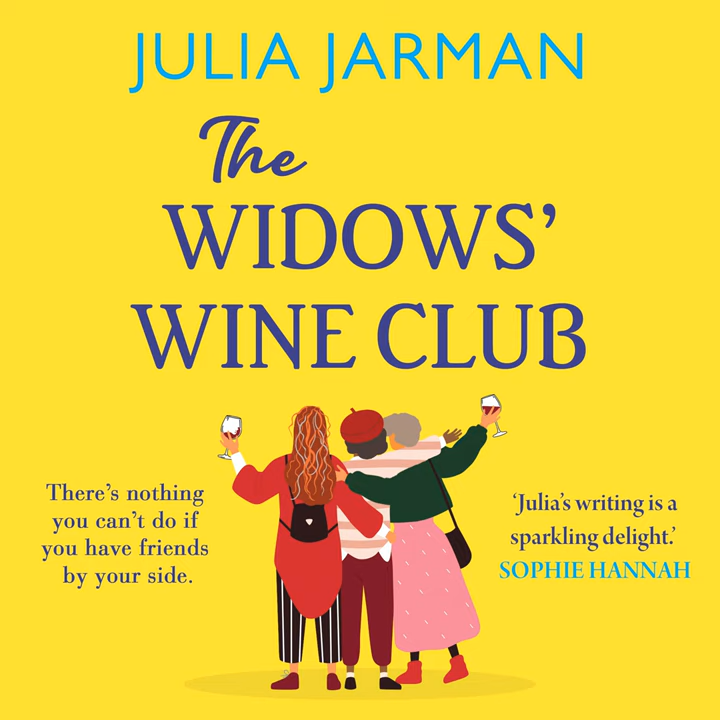 JULIA JARMAN
The
WIDOWS’
WINE CLUB
There’s nothing
you can’t do if
you have friends
by your side.
‘Julia’s writing is a
sparkling delight.’
SOPHIE HANNAH